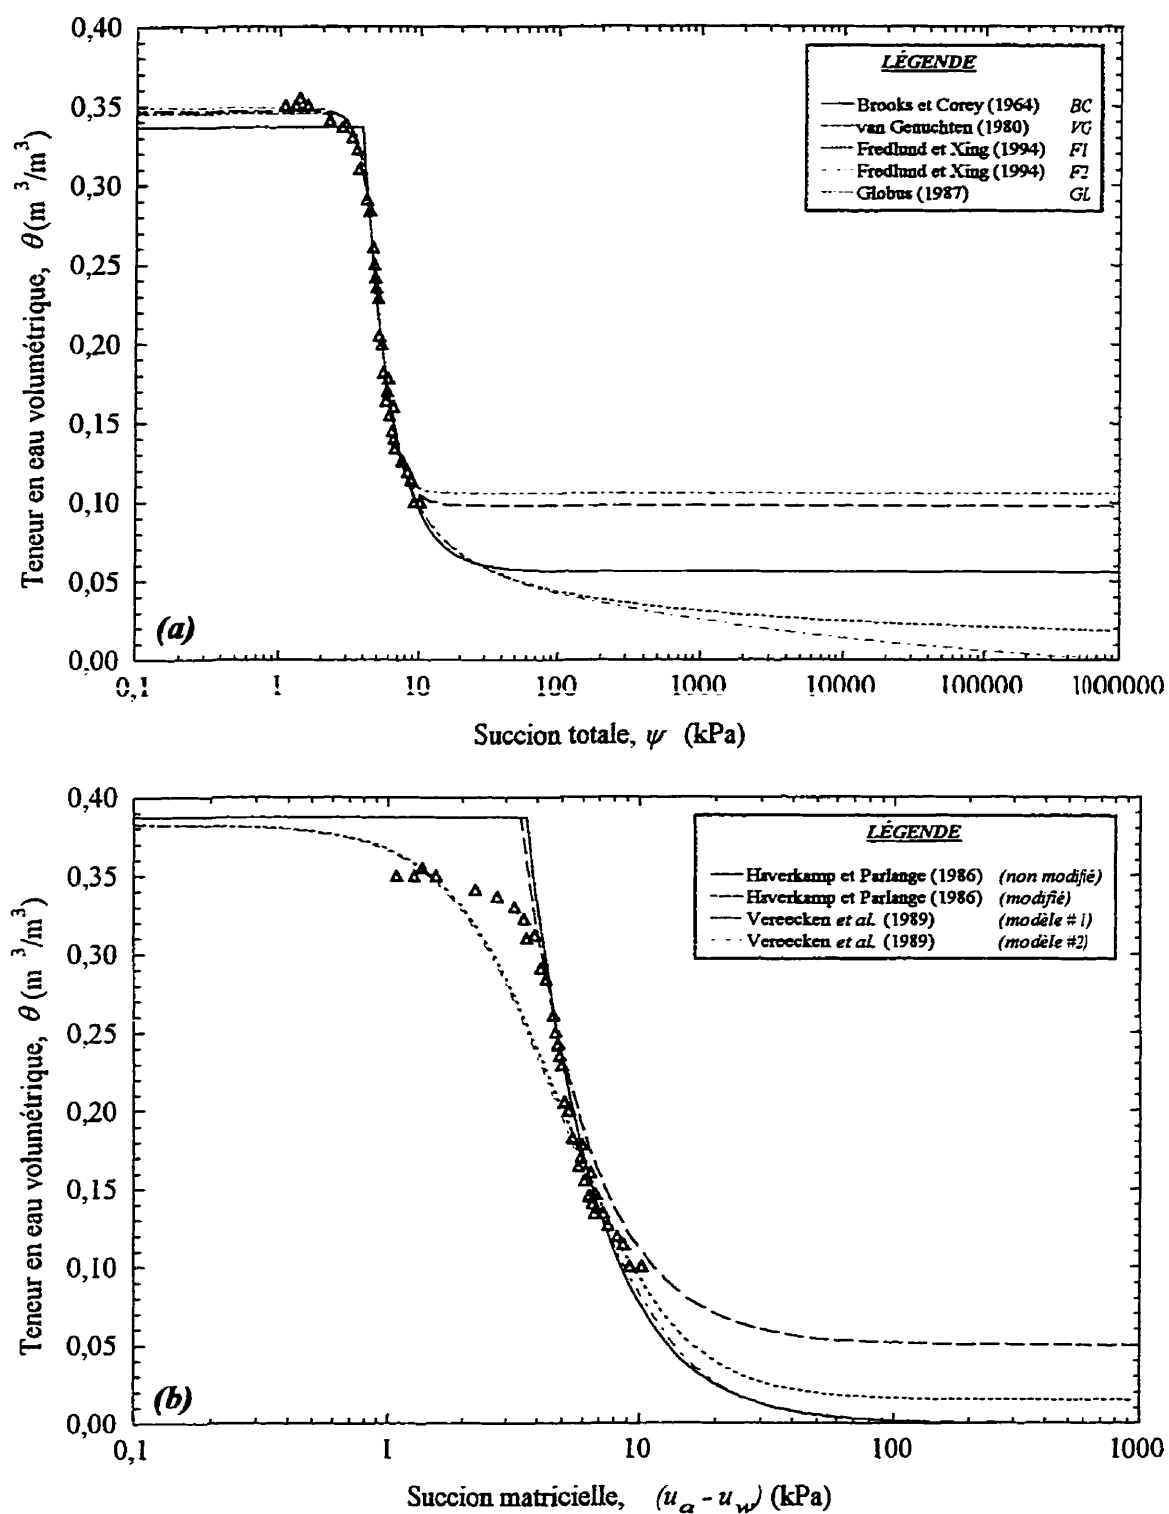 0,40
0,35
0,30
0,25
0,20
0,15
0,10
0,05
0,00
Teneur en eau volumétrique, θ (m³/m³)
LÉGENDE
Brooks et Corey (1964) BC
van Genuchten (1980) VG
Fredlund et Xing (1994) F1
Fredlund et Xing (1994) F2
Globus (1987) GL
(a)
0,1 1 10 100 1000 10000 100000 1000000
Succion totale, ψ (kPa)
0,40
0,35
0,30
0,25
0,20
0,15
0,10
0,05
0,00
Teneur en eau volumétrique, θ (m³/m³)
LÉGENDE
Haverkamp et Parlange (1986) (non modifié)
Haverkamp et Parlange (1986) (modifié)
Vereecken et al. (1989) (modèle #1)
Vereecken et al. (1989) (modèle #2)
(b)
0,1 1 10 100 1000
Succion matricielle, (u_a - u_w) (kPa)